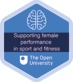 Supporting female
performance
in sport and fitness
The Open
University